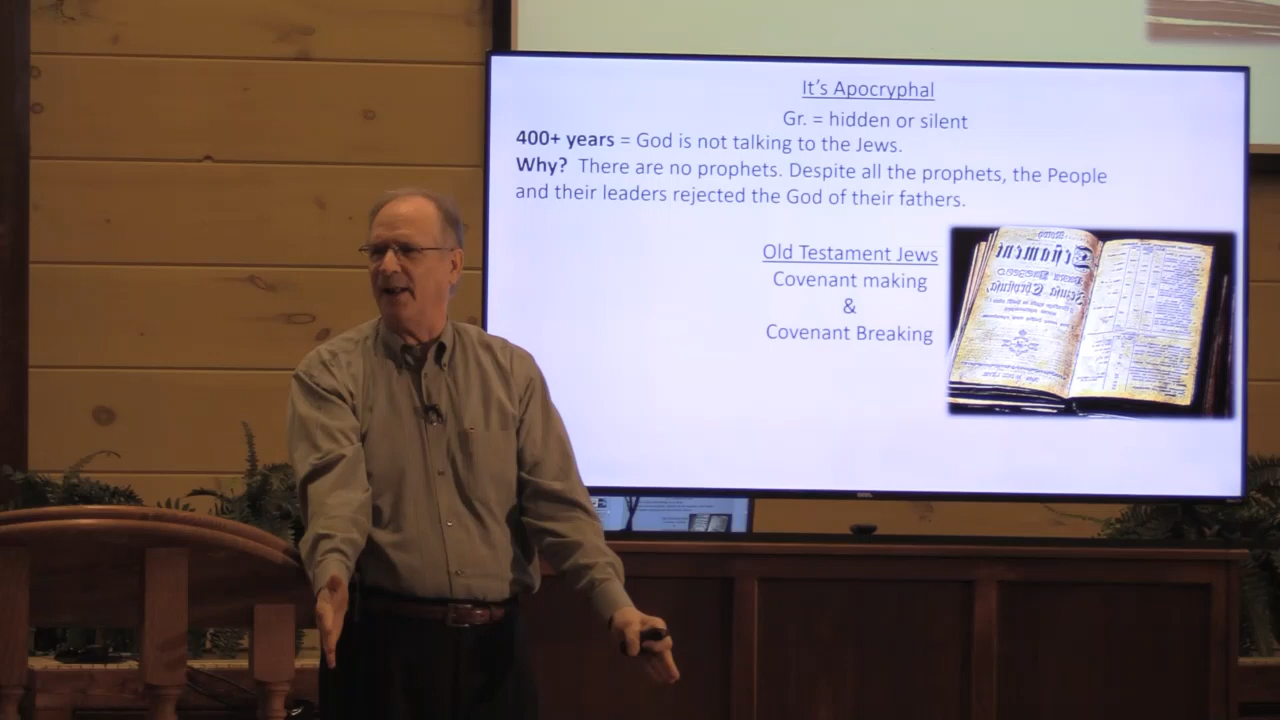 It's Apocryphal
Gr. = hidden or silent
400+ years = God is not talking to the Jews.
Why? There are no prophets. Despite all the prophets, the People
and their leaders rejected the God of their fathers.
Old Testament Jews
Covenant making
&
Covenant Breaking